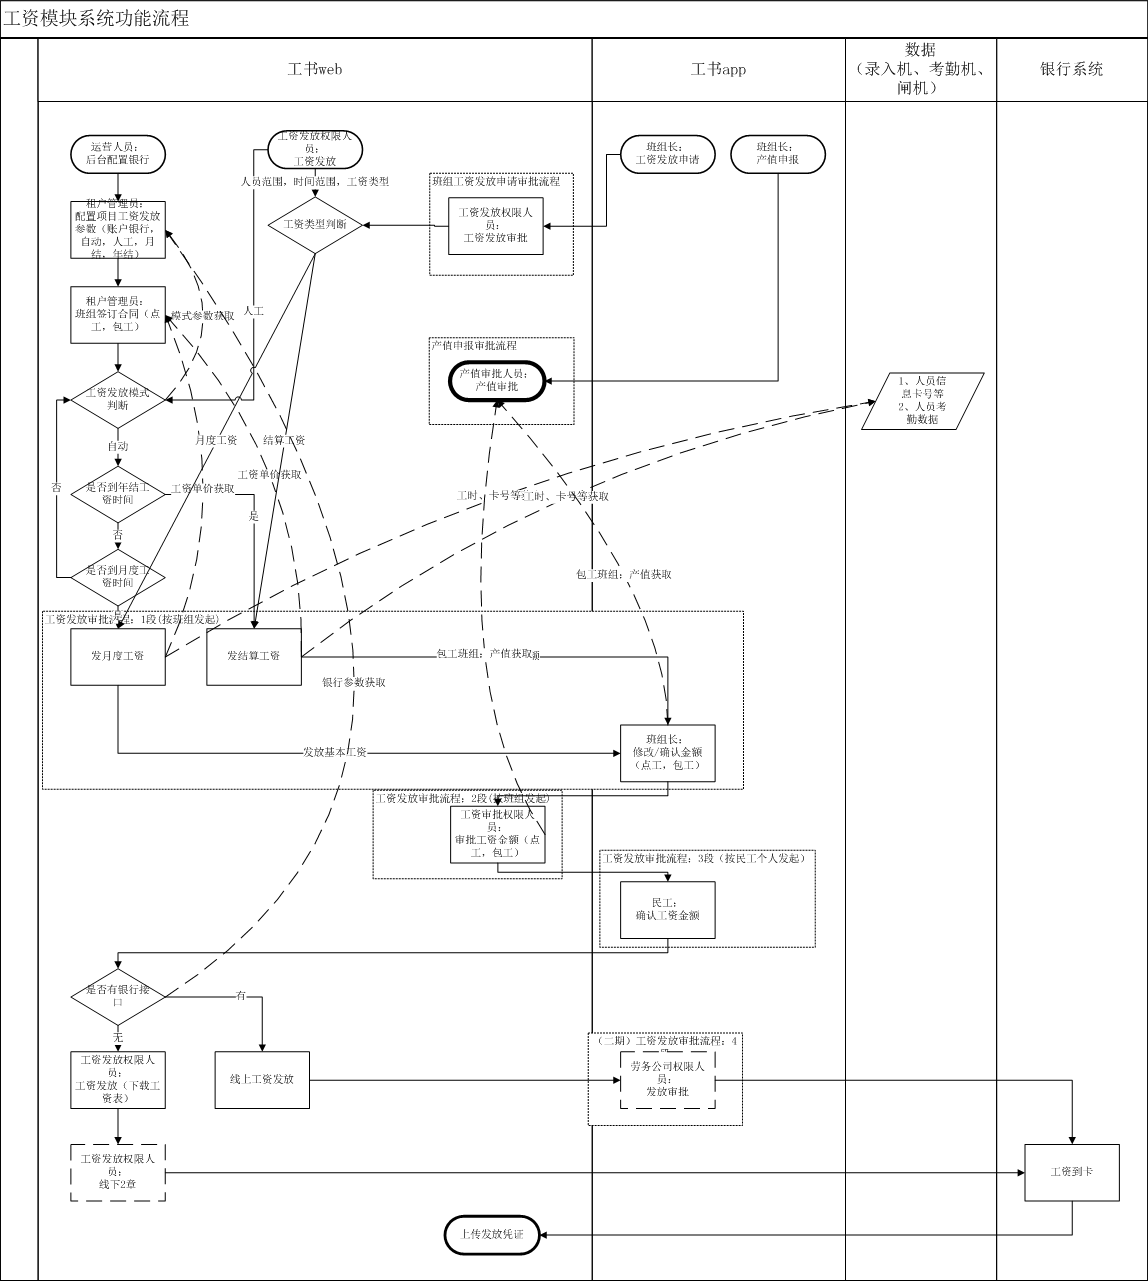 工资模块系统功能流程
工书web
工书app
数据
（录入机、考勤机、
闸机）
银行系统
运营人员：
后台配置银行
工资发放权限人
员：
工资发放
班组长：
工资发放申请
班组长：
产值申报
人员范围，时间范围，工资类型
班组工资发放申请审批流程
租户管理员：
配置项目工资发放
参数（账户银行，
自动，人工，月
结，年结）
工资类型判断
工资发放权限人
员：
工资发放审批
租户管理员：
班组签订合同（点
工，包工）
模式参数获取
人工
产值申报审批流程
产值审批人员：
产值审批
工资发放模式
判断
1、人员信
息卡号等
2、人员考
勤数据
自动
月度工资
结算工资
工资单价获取
是否到年结工
资时间
工资单价获取
否
是
工时、卡号等
工时、卡号等获取
否
是否到月度工
资时间
包工班组：产值获取
是
工资发放审批流程：1段(按班组发起)
发月度工资
发结算工资
包工班组：产值获取
银行参数获取
发放基本工资
班组长：
修改/确认金额
（点工，包工）
工资发放审批流程：2段(按班组发起)
工资审批权限人
员：
审批工资金额（点
工，包工）
工资发放审批流程：3段（按民工个人发起）
民工：
确认工资金额
是否有银行接
口
有
无
（二期）工资发放审批流程：4
段
工资发放权限人
员：
工资发放（下载工
资表）
线上工资发放
劳务公司权限人
员：
发放审批
工资发放权限人
员：
线下2章
工资到卡
上传发放凭证